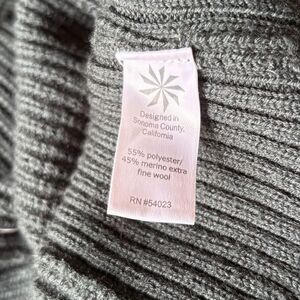 Designed in
Sonoma County,
California
55% polyester/
45% merino extra
fine wool
RN #54023